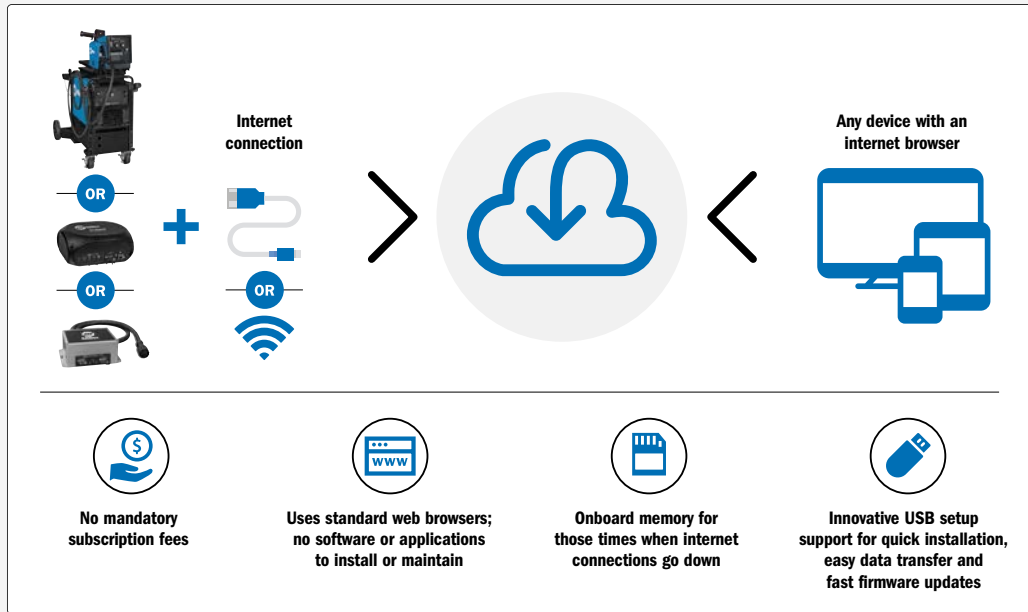 Internet
connection
Any device with an
internet browser
OR
OR
OR
$
WWW
No mandatory
subscription fees
Uses standard web browsers;
no software or applications
to install or maintain
Onboard memory for
those times when internet
connections go down
Innovative USB setup
support for quick installation,
easy data transfer and
fast firmware updates